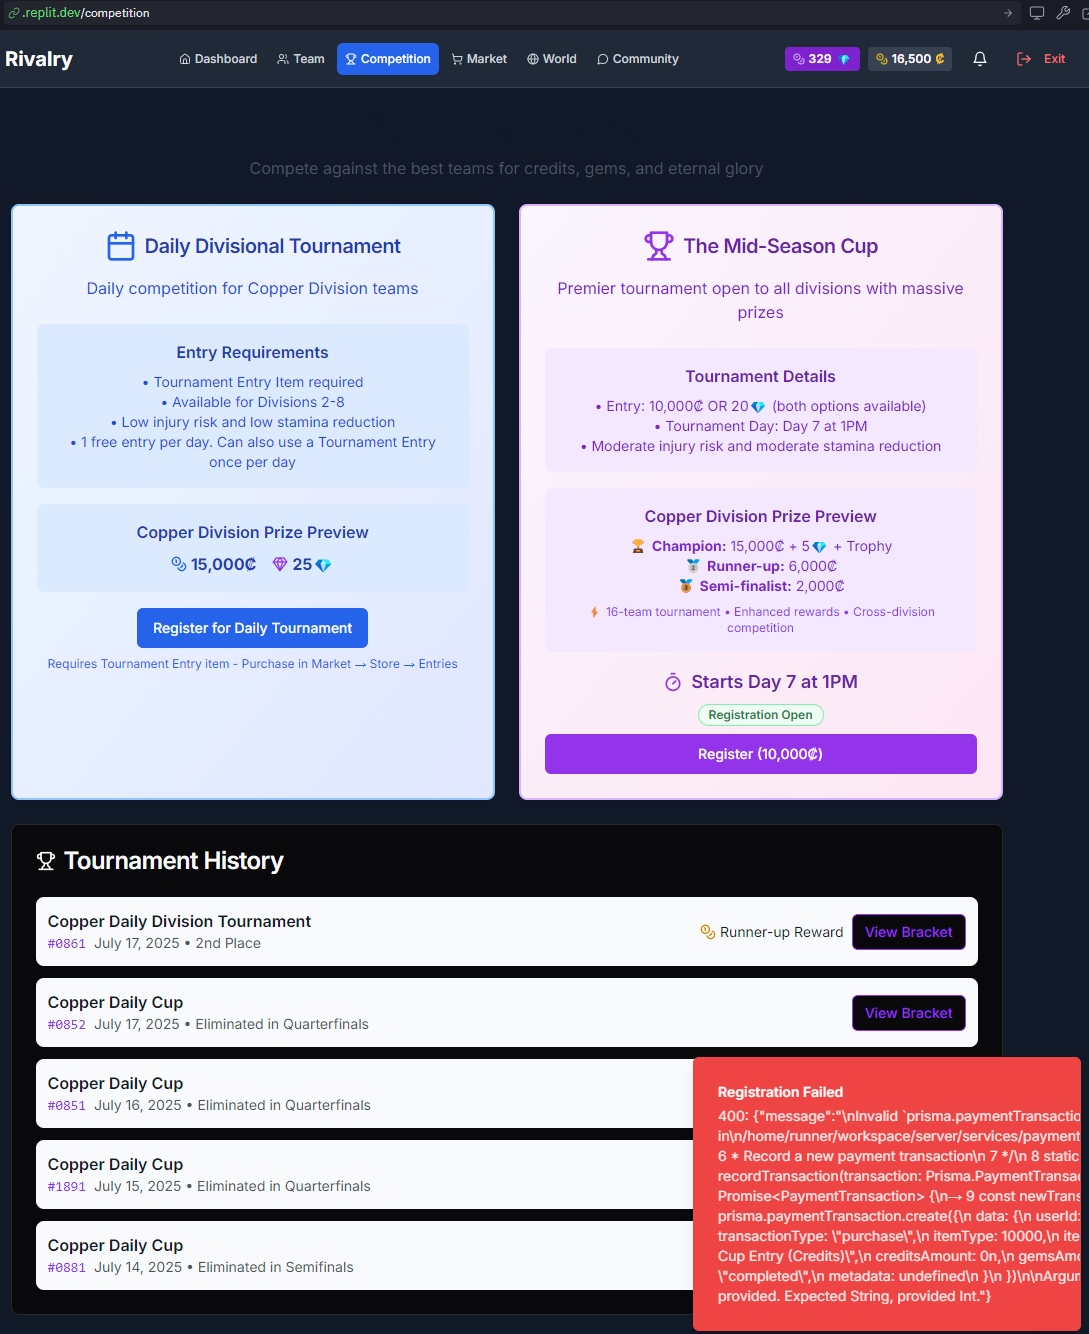 .replit.dev/competition
Rivalry
Dashboard
Team
Competition
Market
World
Community
329
16,500 ₡
Exit
Compete against the best teams for credits, gems, and eternal glory
Daily Divisional Tournament
Daily competition for Copper Division teams
Entry Requirements
• Tournament Entry Item required
• Available for Divisions 2-8
• Low injury risk and low stamina reduction
• 1 free entry per day. Can also use a Tournament Entry
once per day
Copper Division Prize Preview
15,000₡ 25💎
Register for Daily Tournament
Requires Tournament Entry item - Purchase in Market → Store → Entries
The Mid-Season Cup
Premier tournament open to all divisions with massive
prizes
Tournament Details
• Entry: 10,000₡ OR 20💎 (both options available)
• Tournament Day: Day 7 at 1PM
• Moderate injury risk and moderate stamina reduction
Copper Division Prize Preview
🏆 Champion: 15,000₡ + 5💎 + Trophy
🥈 Runner-up: 6,000₡
🥉 Semi-finalist: 2,000₡
⚡ 16-team tournament • Enhanced rewards • Cross-division
competition
Starts Day 7 at 1PM
Registration Open
Register (10,000₡)
Tournament History
Copper Daily Division Tournament
#0861 July 17, 2025 • 2nd Place
Runner-up Reward
View Bracket
Copper Daily Cup
#0852 July 17, 2025 • Eliminated in Quarterfinals
View Bracket
Copper Daily Cup
#0851 July 16, 2025 • Eliminated in Quarterfinals
Copper Daily Cup
#1891 July 15, 2025 • Eliminated in Quarterfinals
Copper Daily Cup
#0881 July 14, 2025 • Eliminated in Semifinals
Registration Failed
400: {"message":"\nInvalid `prisma.paymentTransactio
in\n/home/runner/workspace/server/services/payment
6 * Record a new payment transaction\n 7 */\n 8 static
recordTransaction(transaction: Prisma.PaymentTransac
Promise<PaymentTransaction> {\n→ 9 const newTrans
prisma.paymentTransaction.create({\n data: {\n userId:
transactionType: \"purchase\",\n itemType: 10000,\n ite
Cup Entry (Credits)\",\n creditsAmount: 0n,\n gemsAm
\"completed\",\n metadata: undefined\n }\n })\n\nArgum
provided. Expected String, provided Int."}